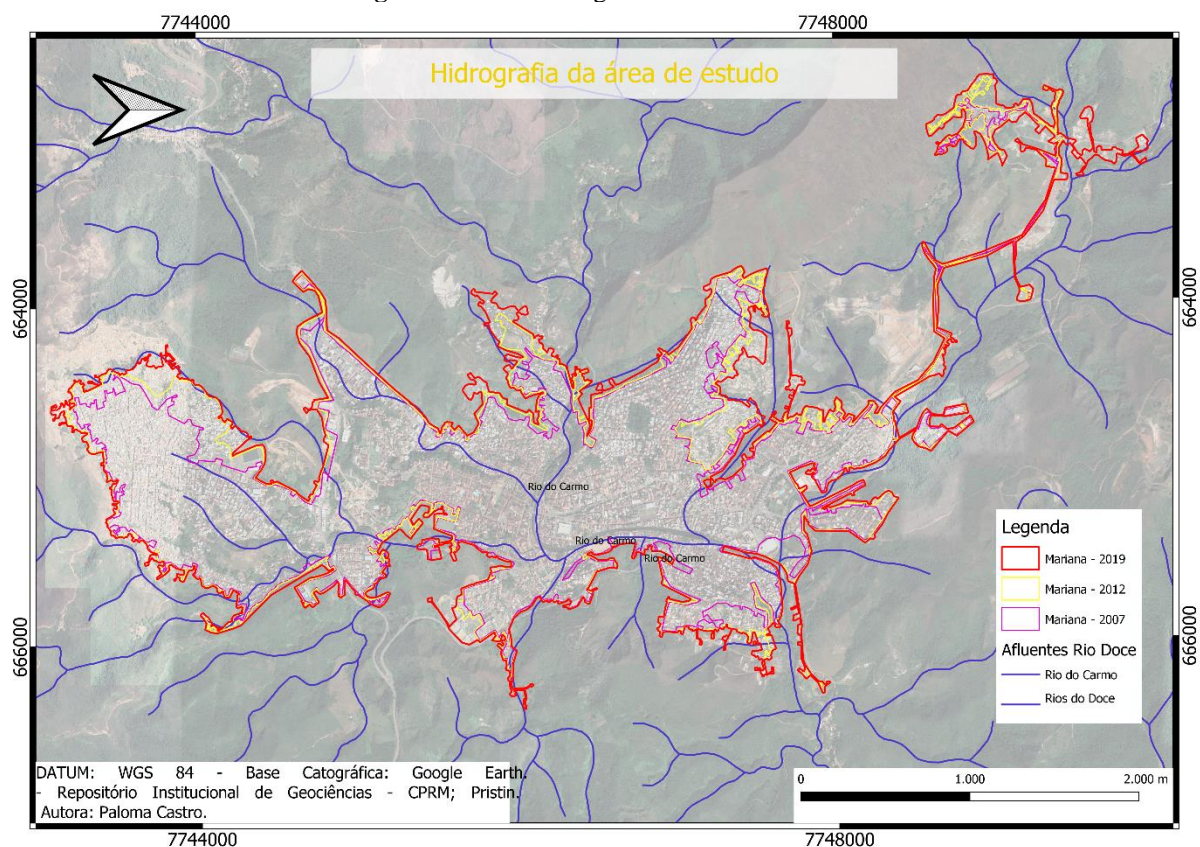 7744000
7748000
Hidrografia da área de estudo
664000
664000
Rio do Carmo
Rio do Carmo
Rio do Carmo
Legenda
Mariana - 2019
Mariana - 2012
Mariana - 2007
Afluentes Rio Doce
Rio do Carmo
Rios do Doce
666000
666000
DATUM: WGS 84 - Base Catográfica: Google Earth.
- Repositório Institucional de Geociências - CPRM; Pristin.
Autora: Paloma Castro.
0 1.000 2.000 m
7744000
7748000